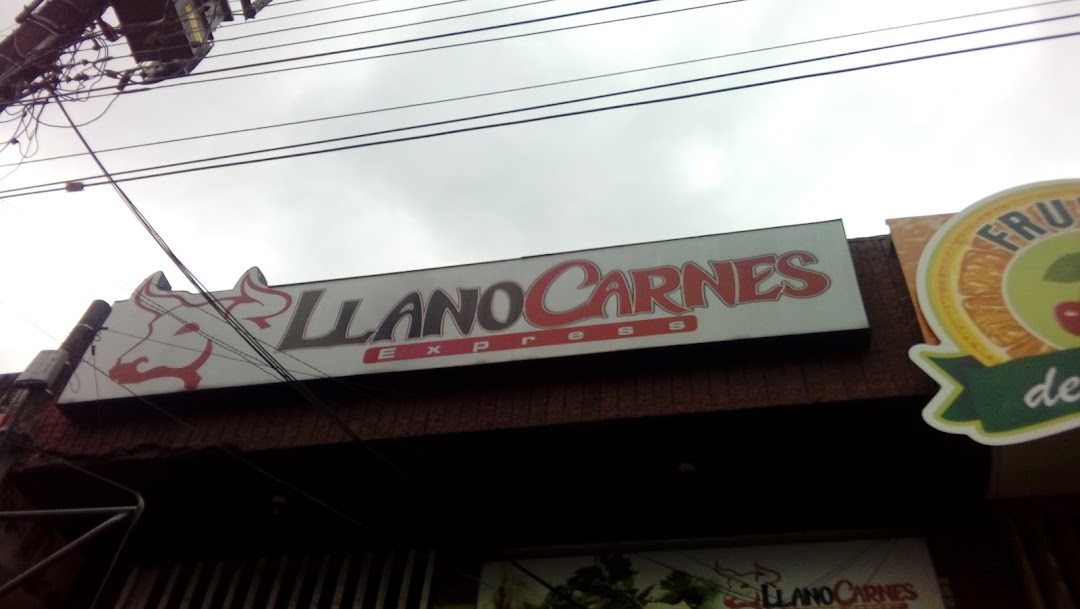 LLANOCARNES
Express
FRU
de
LLANOCARNES